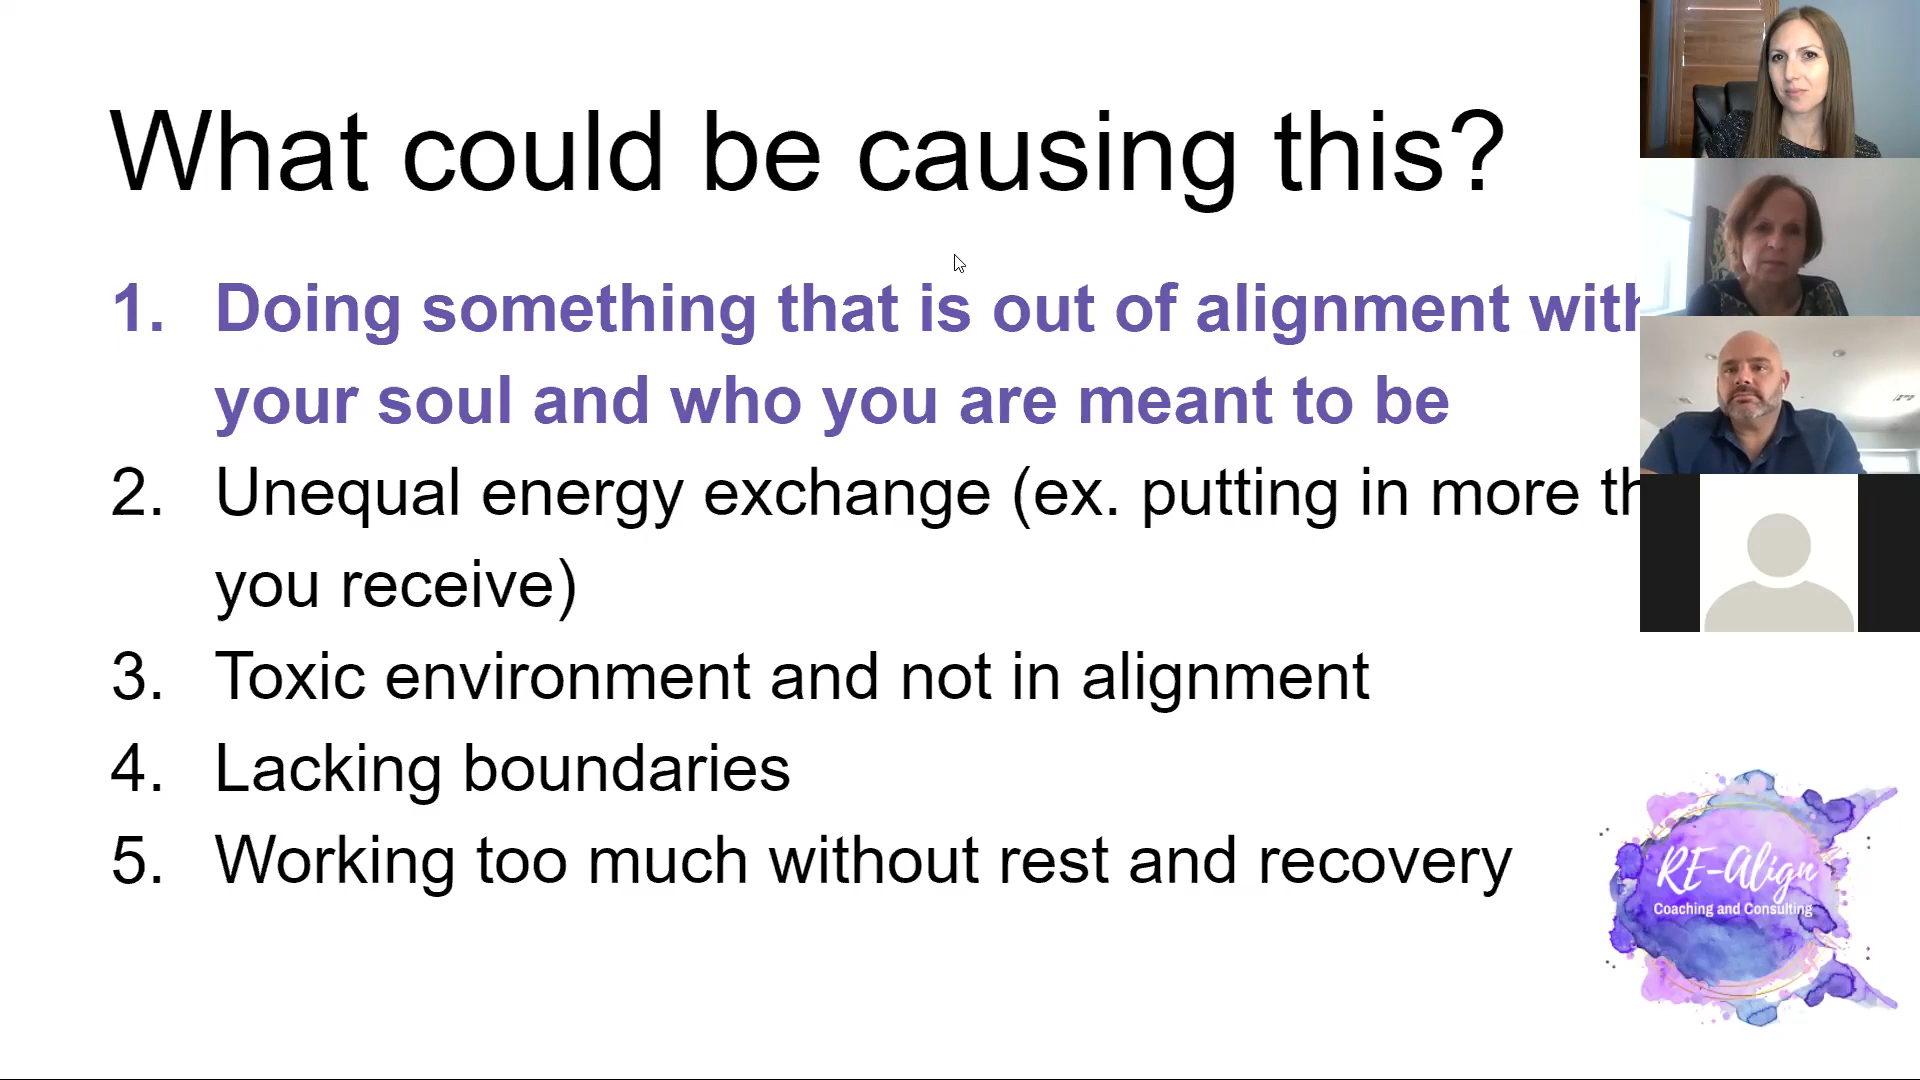 What could be causing this?
1. Doing something that is out of alignment with
your soul and who you are meant to be
2. Unequal energy exchange (ex. putting in more
you receive)
3. Toxic environment and not in alignment
4. Lacking boundaries
5. Working too much without rest and recovery
RE-Align
Coaching and Consulting